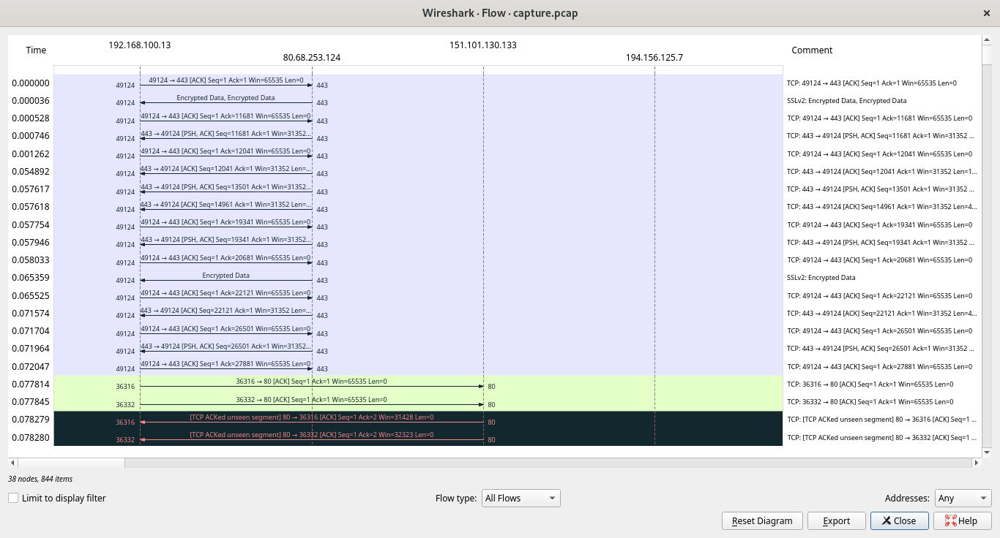 Wireshark · Flow · capture.pcap
Time 192.168.100.13 80.68.253.124 151.101.130.133 194.156.125.7 Comment
0.000000 49124 49124 → 443 [ACK] Seq=1 Ack=1 Win=65535 Len=0 443 TCP: 49124 → 443 [ACK] Seq=1 Ack=1 Win=65535 Len=0
0.000036 49124 Encrypted Data, Encrypted Data 443 SSLv2: Encrypted Data, Encrypted Data
0.000528 49124 49124 → 443 [ACK] Seq=1 Ack=11681 Win=65535 Len=0 443 TCP: 49124 → 443 [ACK] Seq=1 Ack=11681 Win=65535 Len=0
0.000746 49124 443 → 49124 [PSH, ACK] Seq=11681 Ack=1 Win=31352... 443 TCP: 443 → 49124 [PSH, ACK] Seq=11681 Ack=1 Win=31352 ...
0.001262 49124 49124 → 443 [ACK] Seq=1 Ack=12041 Win=65535 Len=0 443 TCP: 49124 → 443 [ACK] Seq=1 Ack=12041 Win=65535 Len=0
0.054892 49124 443 → 49124 [ACK] Seq=12041 Ack=1 Win=31352 Len=... 443 TCP: 443 → 49124 [ACK] Seq=12041 Ack=1 Win=31352 Len=1...
0.057617 49124 443 → 49124 [PSH, ACK] Seq=13501 Ack=1 Win=31352... 443 TCP: 443 → 49124 [PSH, ACK] Seq=13501 Ack=1 Win=31352 ...
0.057618 49124 443 → 49124 [ACK] Seq=14961 Ack=1 Win=31352 Len=... 443 TCP: 443 → 49124 [ACK] Seq=14961 Ack=1 Win=31352 Len=4...
0.057754 49124 49124 → 443 [ACK] Seq=1 Ack=19341 Win=65535 Len=0 443 TCP: 49124 → 443 [ACK] Seq=1 Ack=19341 Win=65535 Len=0
0.057946 49124 443 → 49124 [PSH, ACK] Seq=19341 Ack=1 Win=31352... 443 TCP: 443 → 49124 [PSH, ACK] Seq=19341 Ack=1 Win=31352 ...
0.058033 49124 49124 → 443 [ACK] Seq=1 Ack=20681 Win=65535 Len=0 443 TCP: 49124 → 443 [ACK] Seq=1 Ack=20681 Win=65535 Len=0
0.065359 49124 Encrypted Data 443 SSLv2: Encrypted Data
0.065525 49124 49124 → 443 [ACK] Seq=1 Ack=22121 Win=65535 Len=0 443 TCP: 49124 → 443 [ACK] Seq=1 Ack=22121 Win=65535 Len=0
0.071574 49124 443 → 49124 [ACK] Seq=22121 Ack=1 Win=31352 Len=... 443 TCP: 443 → 49124 [ACK] Seq=22121 Ack=1 Win=31352 Len=4...
0.071704 49124 49124 → 443 [ACK] Seq=1 Ack=26501 Win=65535 Len=0 443 TCP: 49124 → 443 [ACK] Seq=1 Ack=26501 Win=65535 Len=0
0.071964 49124 443 → 49124 [PSH, ACK] Seq=26501 Ack=1 Win=31352... 443 TCP: 443 → 49124 [PSH, ACK] Seq=26501 Ack=1 Win=31352 ...
0.072047 49124 49124 → 443 [ACK] Seq=1 Ack=27881 Win=65535 Len=0 443 TCP: 49124 → 443 [ACK] Seq=1 Ack=27881 Win=65535 Len=0
0.077814 36316 36316 → 80 [ACK] Seq=1 Ack=1 Win=65535 Len=0 80 TCP: 36316 → 80 [ACK] Seq=1 Ack=1 Win=65535 Len=0
0.077845 36332 36332 → 80 [ACK] Seq=1 Ack=1 Win=65535 Len=0 80 TCP: 36332 → 80 [ACK] Seq=1 Ack=1 Win=65535 Len=0
0.078279 36316 [TCP ACKed unseen segment] 80 → 36316 [ACK] Seq=1 Ack=2 Win=31428 Len=0 80 TCP: [TCP ACKed unseen segment] 80 → 36316 [ACK] Seq=1 ...
0.078280 36332 [TCP ACKed unseen segment] 80 → 36332 [ACK] Seq=1 Ack=2 Win=32323 Len=0 80 TCP: [TCP ACKed unseen segment] 80 → 36332 [ACK] Seq=1 ...
38 nodes, 844 items
Limit to display filter Flow type: All Flows Addresses: Any
Reset Diagram Export Close Help